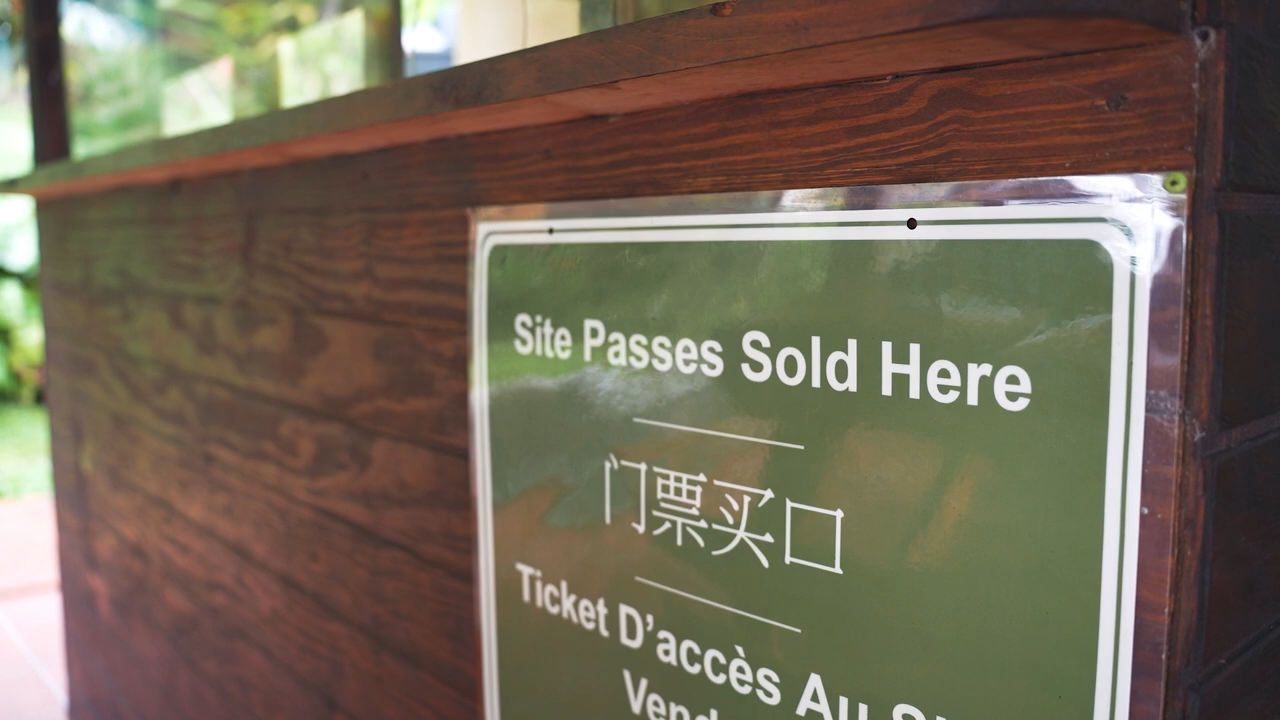 Site Passes Sold Here
门票买口
Ticket D’accès Au